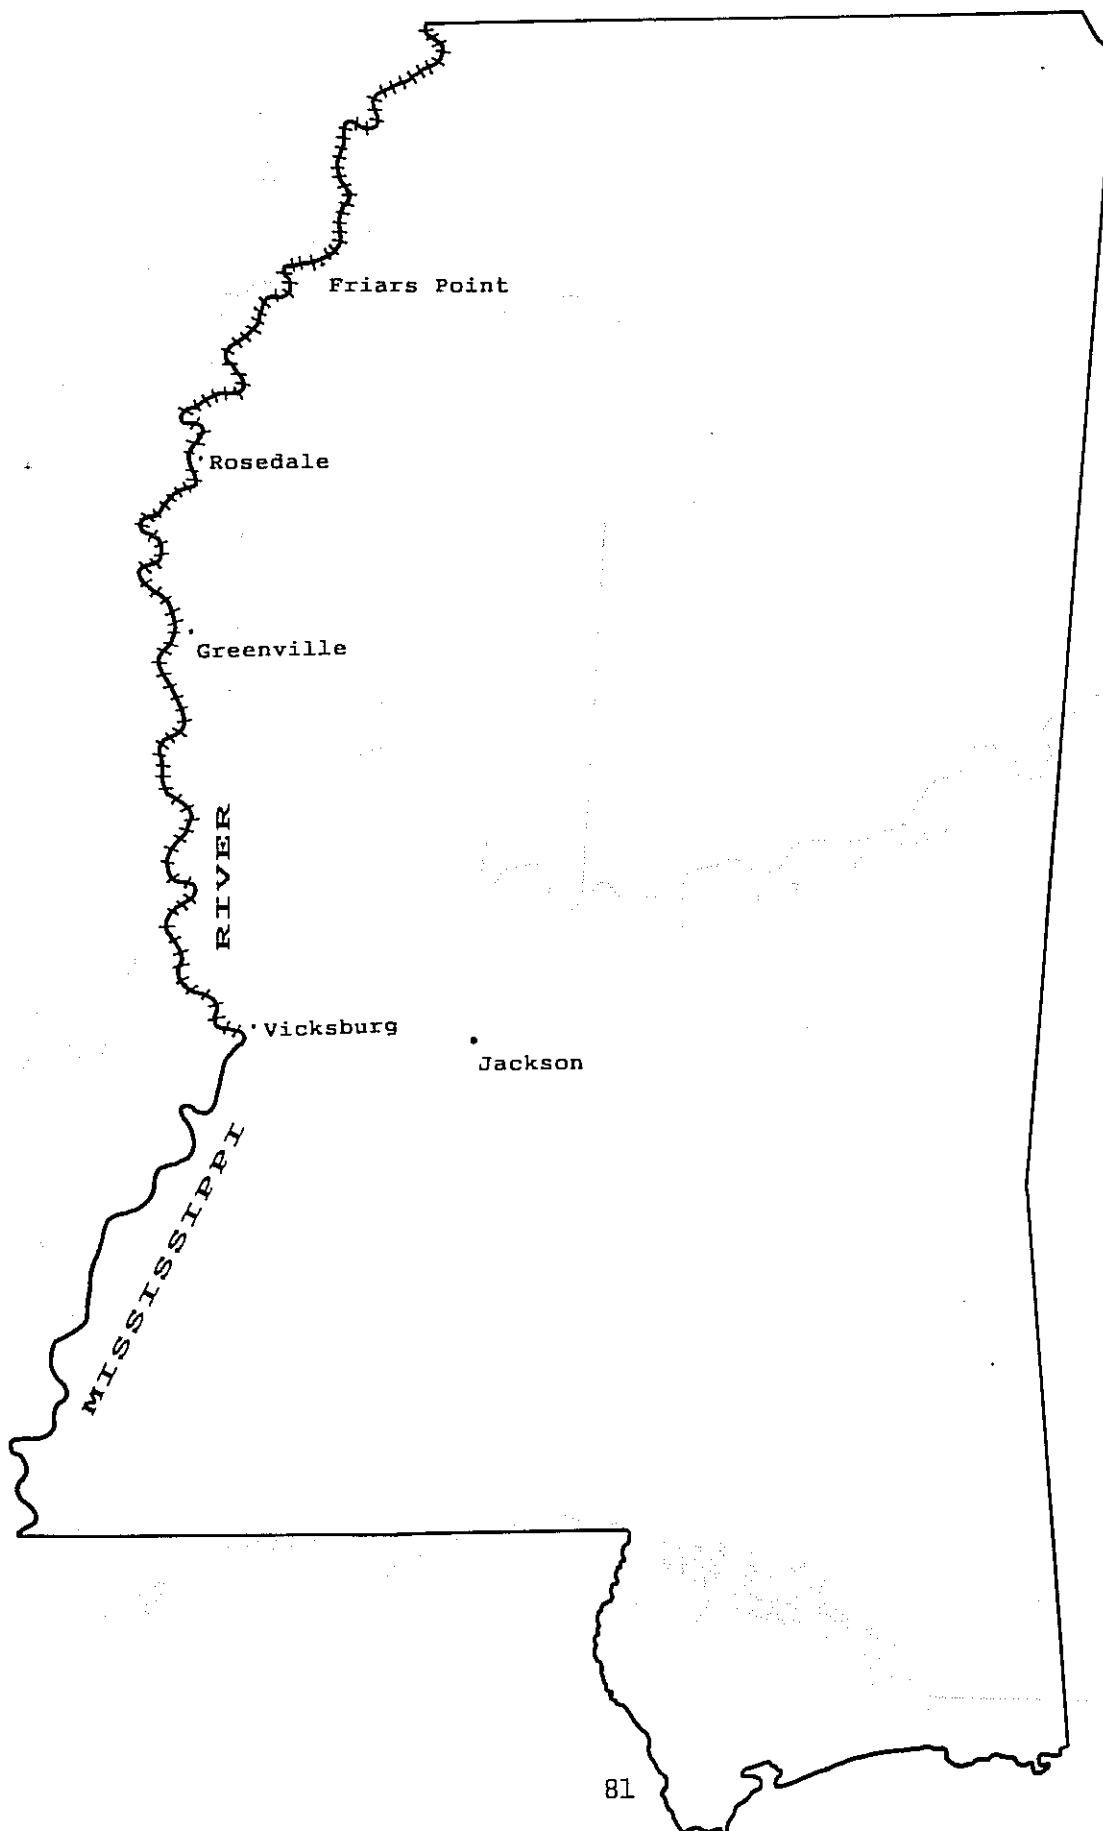 Friars Point
Rosedale
Greenville
RIVER
Vicksburg
Jackson
MISSISSIPPI
81